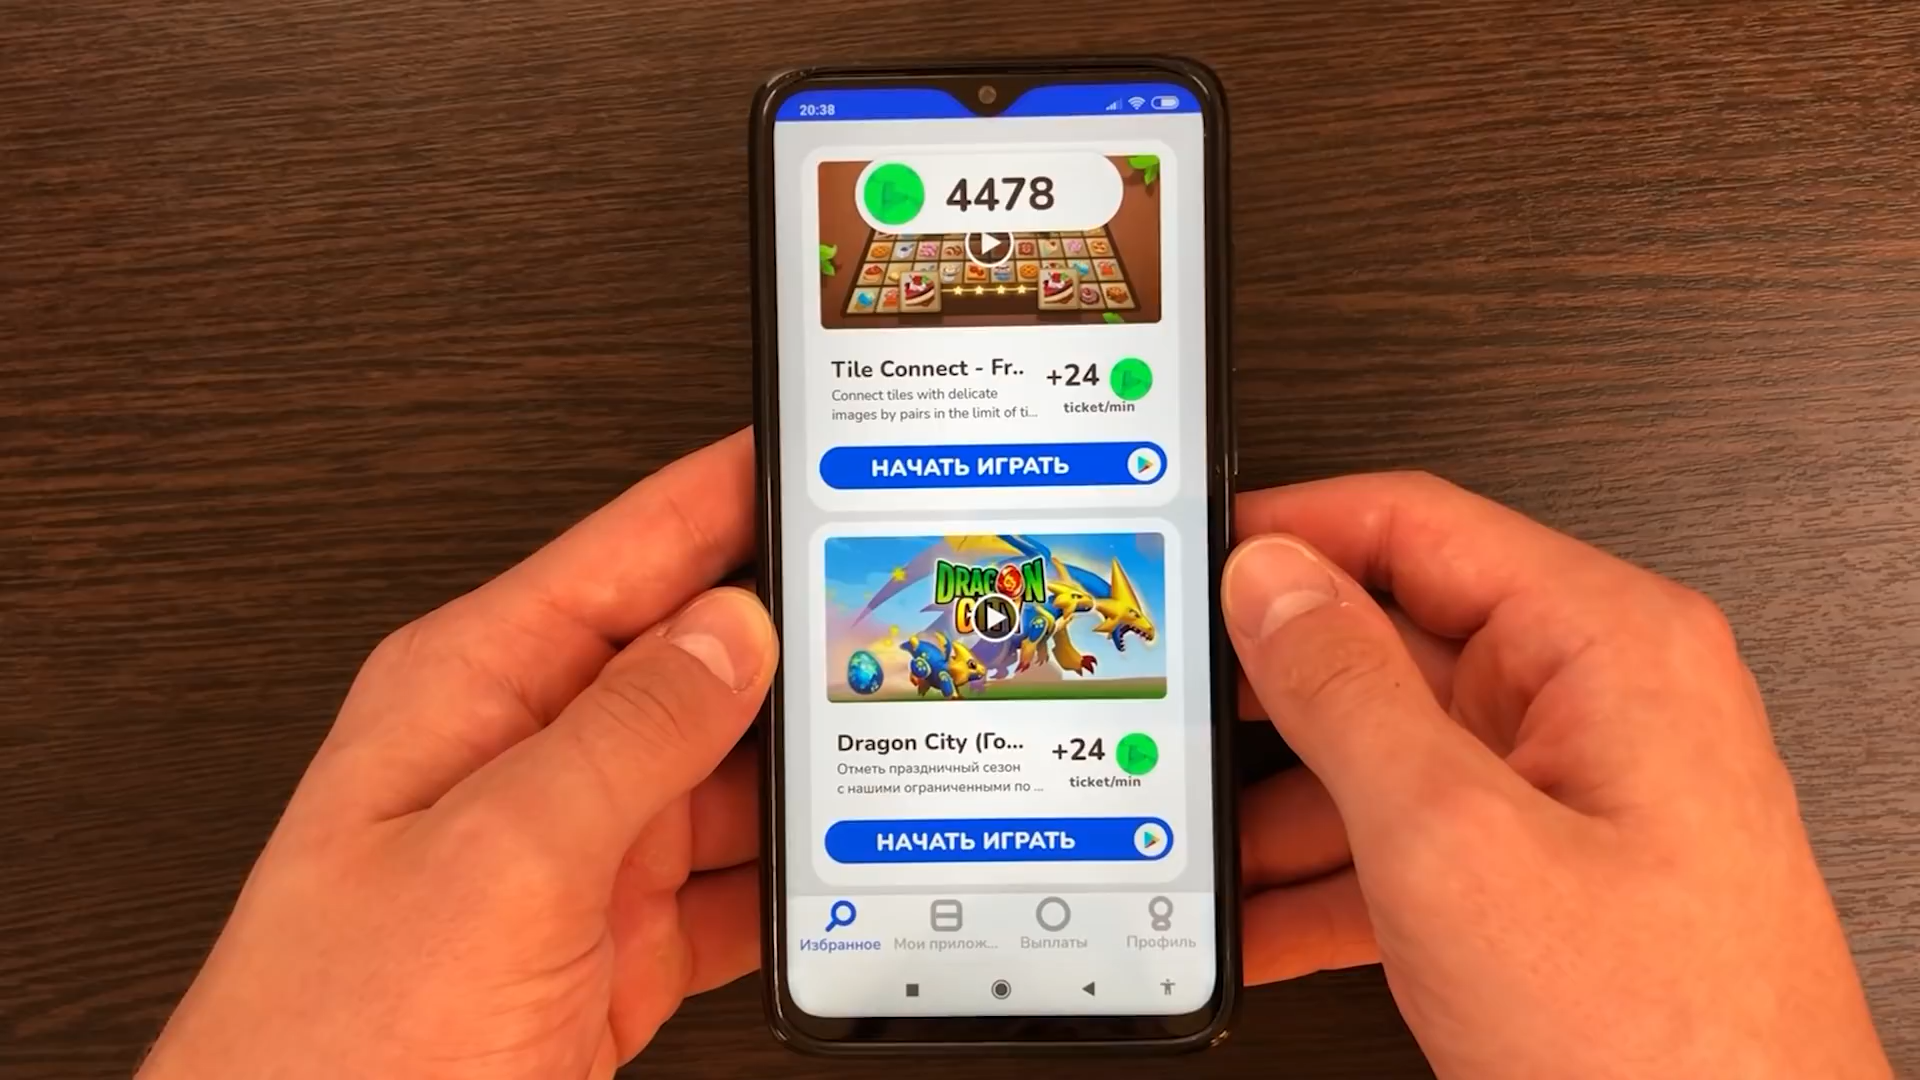 20:38
4478
Tile Connect - Fr..
Connect tiles with delicate
images by pairs in the limit of ti...
+24
ticket/min
НАЧАТЬ ИГРАТЬ
DRAGON
CITY
Dragon City (Го...
Отметь праздничный сезон
с нашими ограниченными по ...
+24
ticket/min
НАЧАТЬ ИГРАТЬ
Избранное
Мои прилож...
Выплаты
Профиль